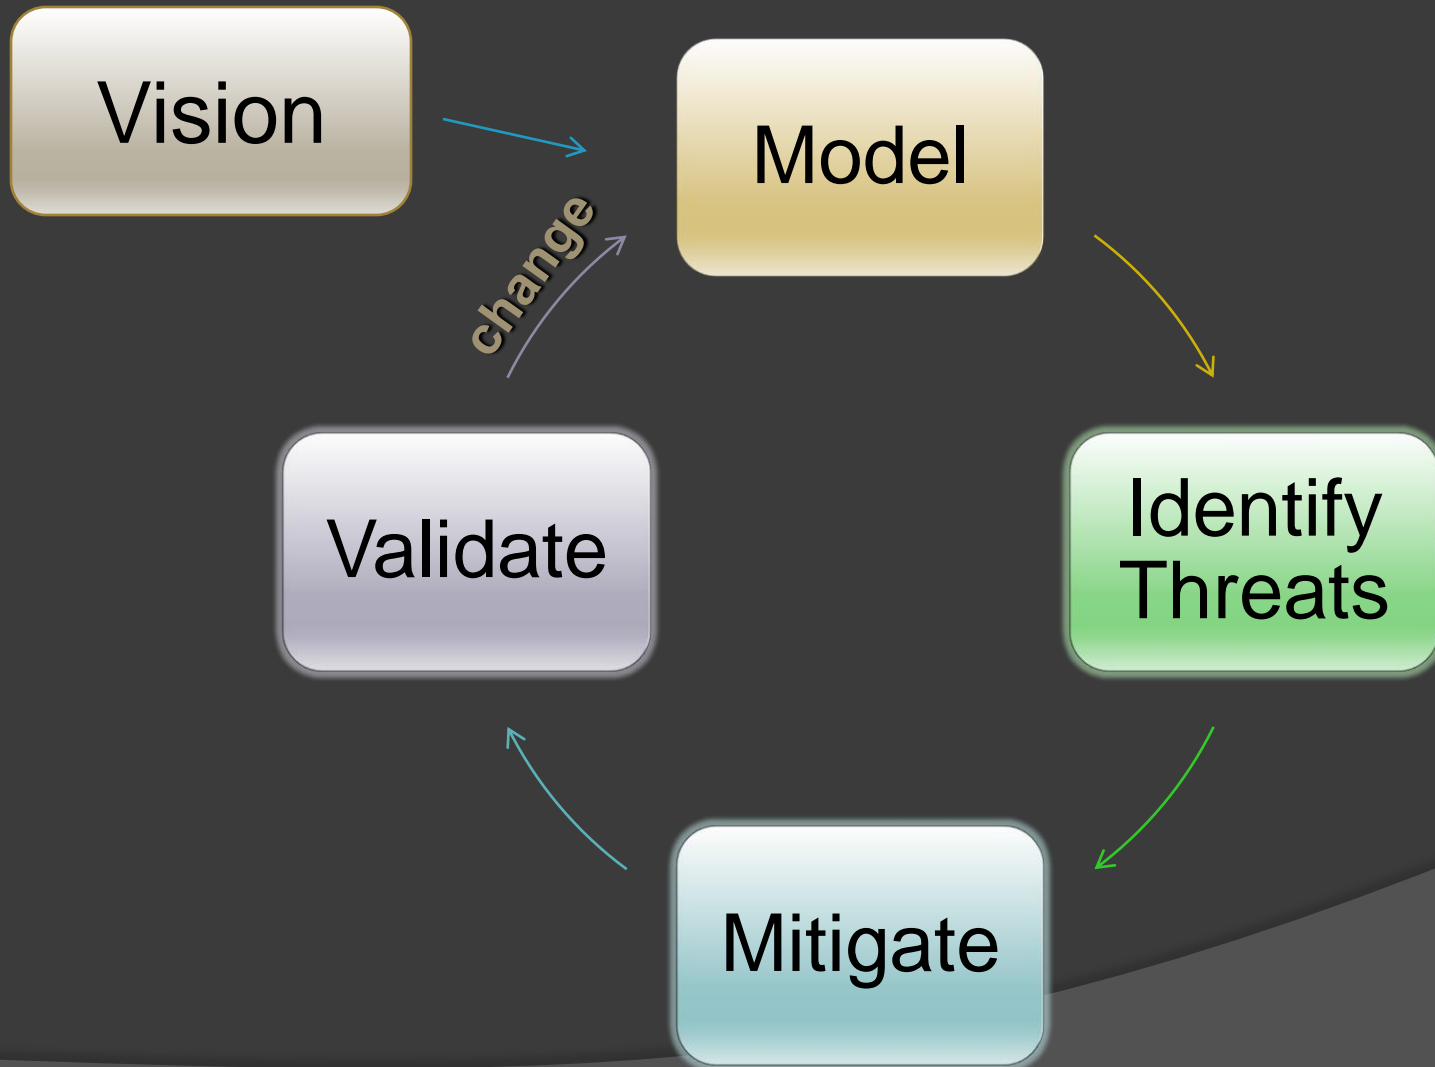 Vision
Model
change
Validate
Identify
Threats
Mitigate